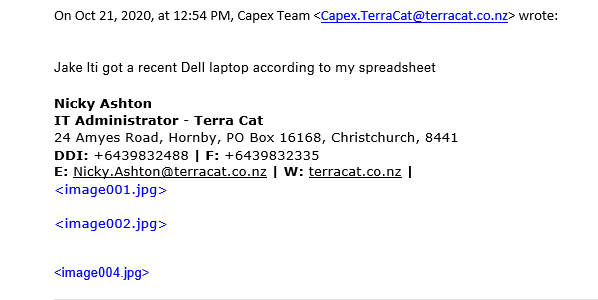 On Oct 21, 2020, at 12:54 PM, Capex Team <Capex.TerraCat@terracat.co.nz> wrote:
Jake Iti got a recent Dell laptop according to my spreadsheet
Nicky Ashton
IT Administrator - Terra Cat
24 Amyes Road, Hornby, PO Box 16168, Christchurch, 8441
DDI: +6439832488 | F: +6439832335
E: Nicky.Ashton@terracat.co.nz | W: terracat.co.nz |
<image001.jpg>
<image002.jpg>
<image004.jpg>